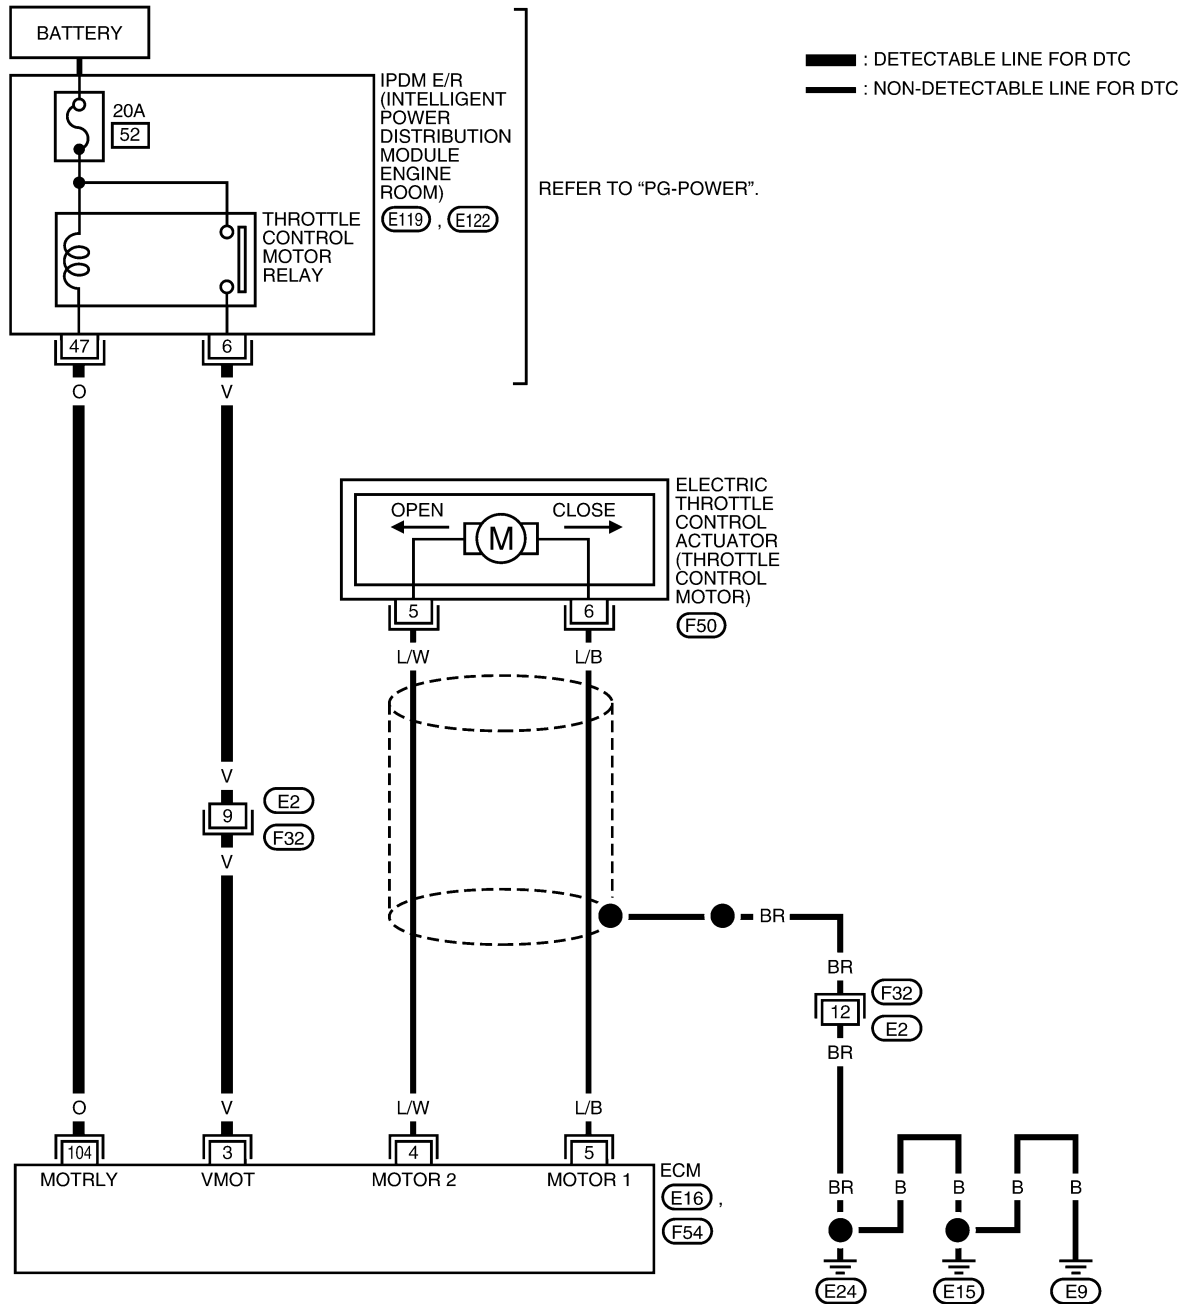 BATTERY
20A
52
IPDM E/R
(INTELLIGENT
POWER
DISTRIBUTION
MODULE
ENGINE
ROOM)
E119 , E122
THROTTLE
CONTROL
MOTOR
RELAY
REFER TO “PG-POWER”.
: DETECTABLE LINE FOR DTC
: NON-DETECTABLE LINE FOR DTC
47 6
O V
OPEN CLOSE
M
ELECTRIC
THROTTLE
CONTROL
ACTUATOR
(THROTTLE
CONTROL
MOTOR)
F50
5 6
L/W L/B
V
9
E2
F32
V
BR
BR
12
F32
E2
BR
O V L/W L/B
104 3 4 5
MOTRLY VMOT MOTOR 2 MOTOR 1
ECM
E16 ,
F54
BR B B B B
E24 E15 E9